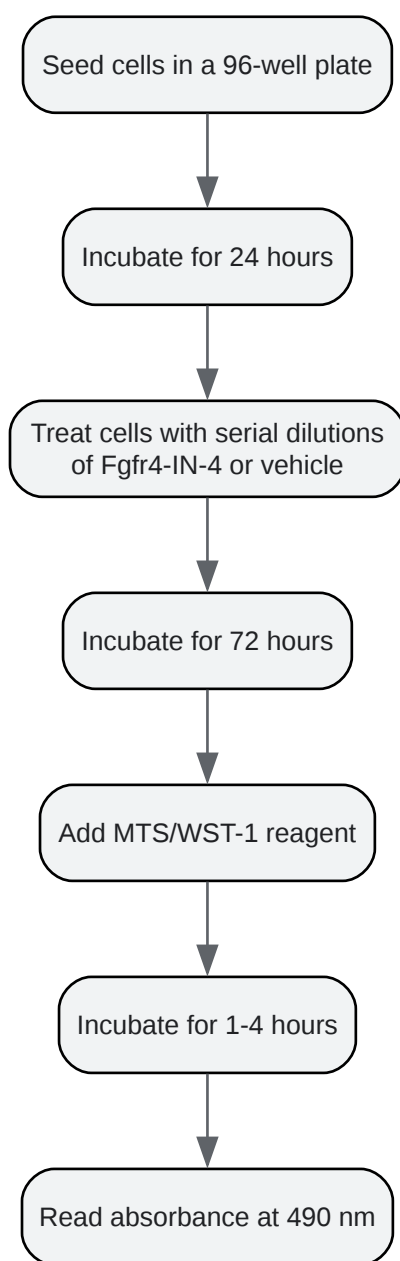 Seed cells in a 96-well plate
Incubate for 24 hours
Treat cells with serial dilutions
of Fgfr4-IN-4 or vehicle
Incubate for 72 hours
Add MTS/WST-1 reagent
Incubate for 1-4 hours
Read absorbance at 490 nm